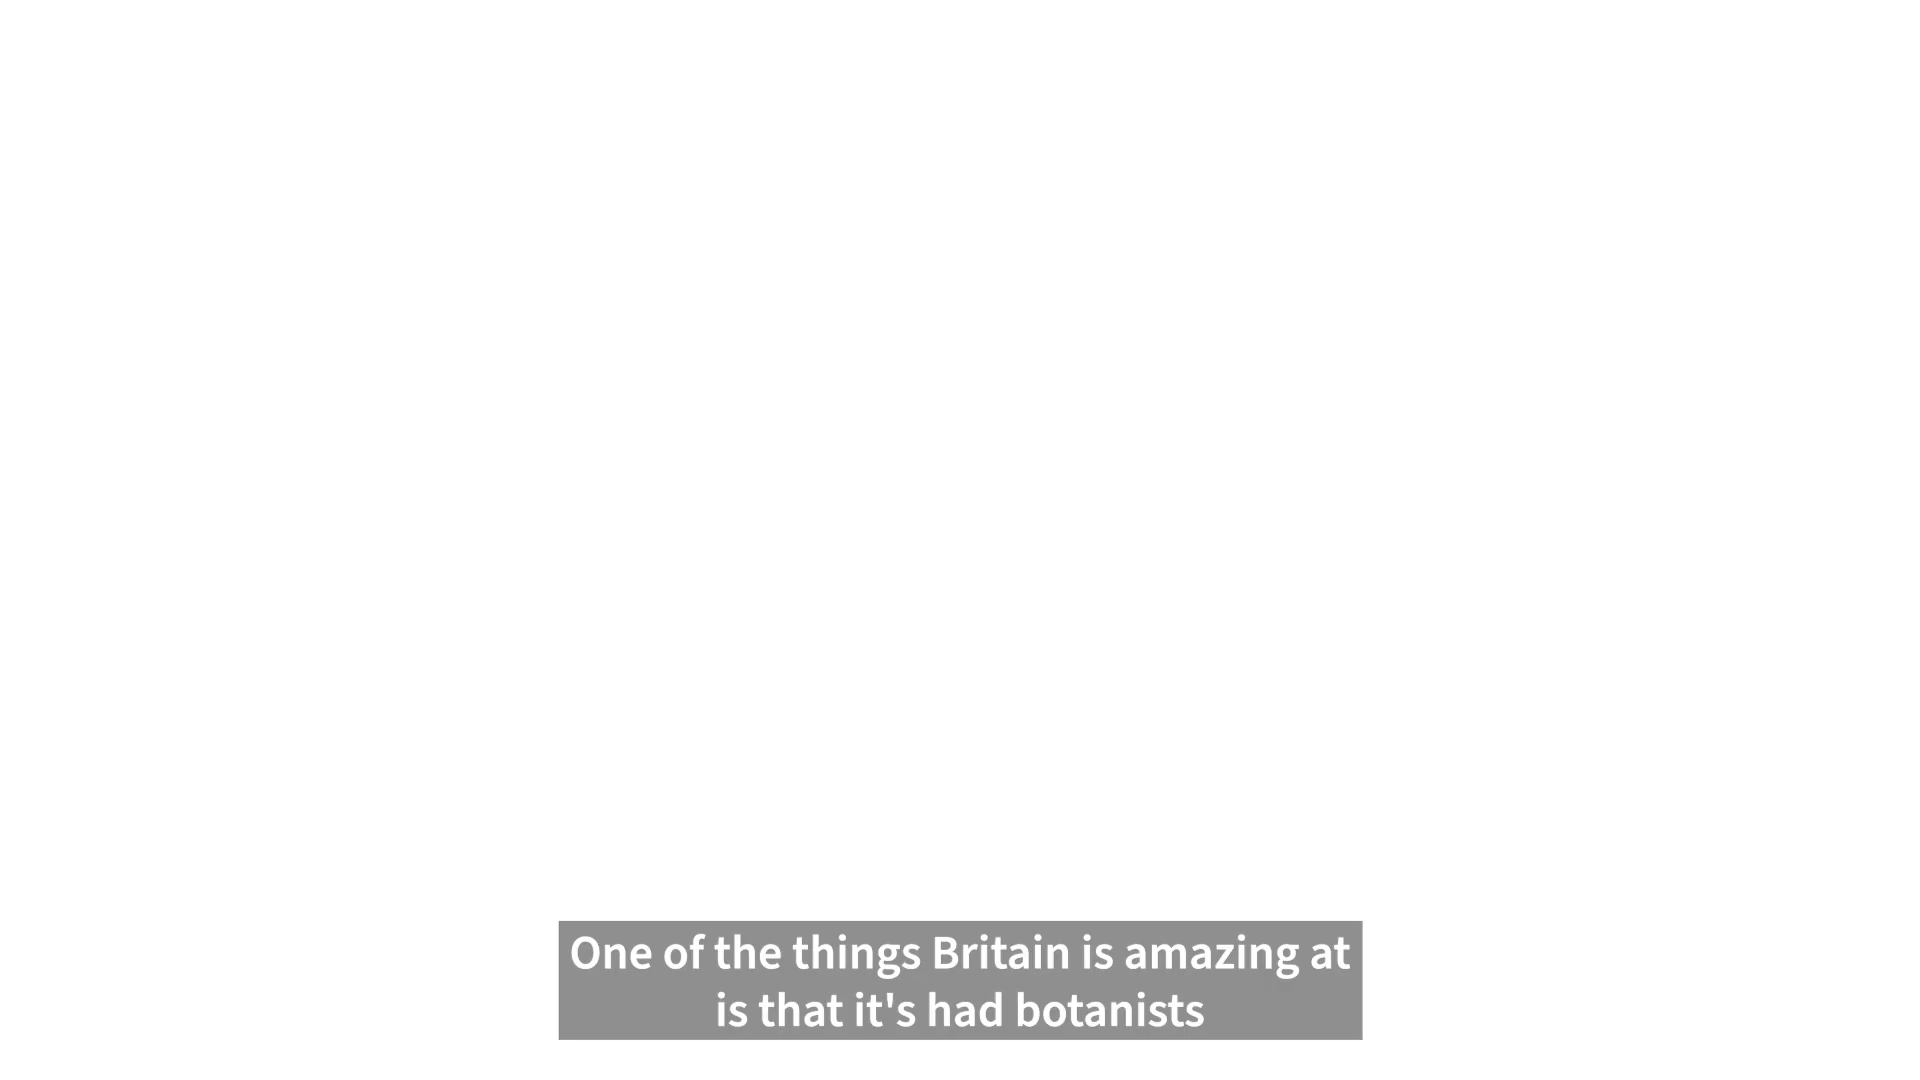 One of the things Britain is amazing at
is that it's had botanists